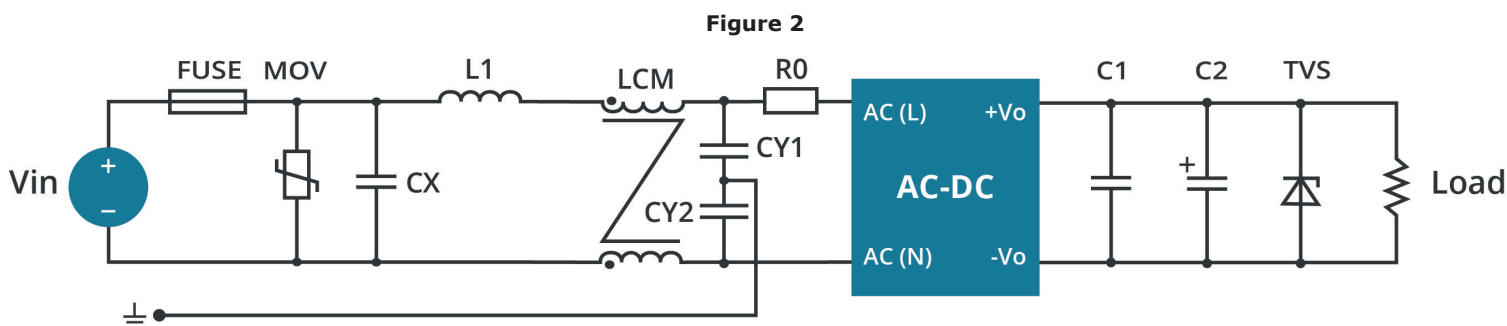 Figure 2
FUSE MOV L1 LCM R0 C1 C2 TVS
AC (L) +Vo
CY1
+
+
Vin CX AC-DC Load
−
CY2
AC (N) -Vo